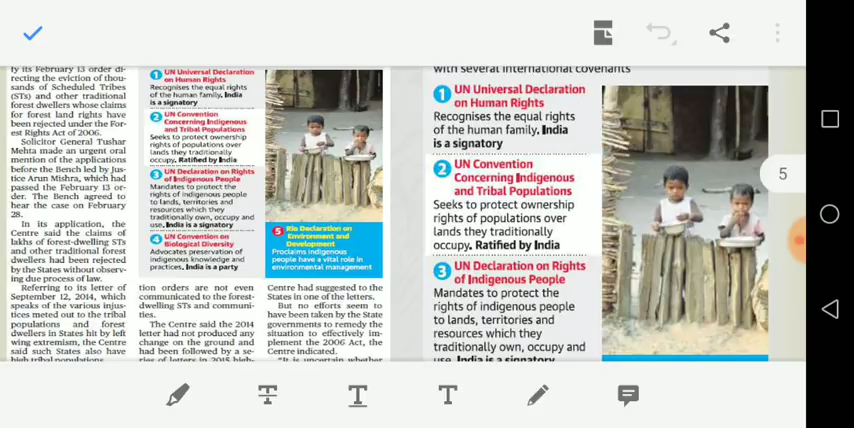 ty its February 13 order di-
recting the eviction of thou-
sands of Scheduled Tribes
(STs) and other traditional
forest dwellers whose claims
for forest land rights have
been rejected under the For-
est Rights Act of 2006.
Solicitor General Tushar
Mehta made an urgent oral
mention of the applications
before the Bench led by Jus-
tice Arun Mishra, which had
passed the February 13 or-
der. The Bench agreed to
hear the case on February
28.
In its application, the
Centre said the claims of
lakhs of forest-dwelling STs
and other traditional forest
dwellers had been rejected
by the States without observ-
ing due process of law.
Referring to its letter of
September 12, 2014, which
speaks of the various injus-
tices meted out to the tribal
populations and forest
dwellers in States hit by left
wing extremism, the Centre
said such States also have
high tribal populations.
1 UN Universal Declaration
on Human Rights
Recognises the equal rights
of the human family. India
is a signatory
2 UN Convention
Concerning Indigenous
and Tribal Populations
Seeks to protect ownership
rights of populations over
lands they traditionally
occupy. Ratified by India
3 UN Declaration on Rights
of Indigenous People
Mandates to protect the
rights of indigenous people
to lands, territories and
resources which they
traditionally own, occupy and
use. India is a signatory
4 UN Convention on
Biological Diversity
Advocates preservation of
indigenous knowledge and
practices. India is a party
5 Rio Declaration on
Environment and
Development
Proclaims indigenous
people have a vital role in
environmental management
tion orders are not even
communicated to the forest-
dwelling STs and communi-
ties.
The Centre said the 2014
letter had not produced any
change on the ground and
had been followed by a se-
ries of letters in 2015 high-
Centre had suggested to the
States in one of the letters.
But no efforts seem to
have been taken by the State
governments to remedy the
situation to effectively im-
plement the 2006 Act, the
Centre indicated.
"It is uncertain whether
with several international covenants
1 UN Universal Declaration
on Human Rights
Recognises the equal rights
of the human family. India
is a signatory
2 UN Convention
Concerning Indigenous
and Tribal Populations
Seeks to protect ownership
rights of populations over
lands they traditionally
occupy. Ratified by India
3 UN Declaration on Rights
of Indigenous People
Mandates to protect the
rights of indigenous people
to lands, territories and
resources which they
traditionally own, occupy and
use. India is a signatory
5
T
T
T